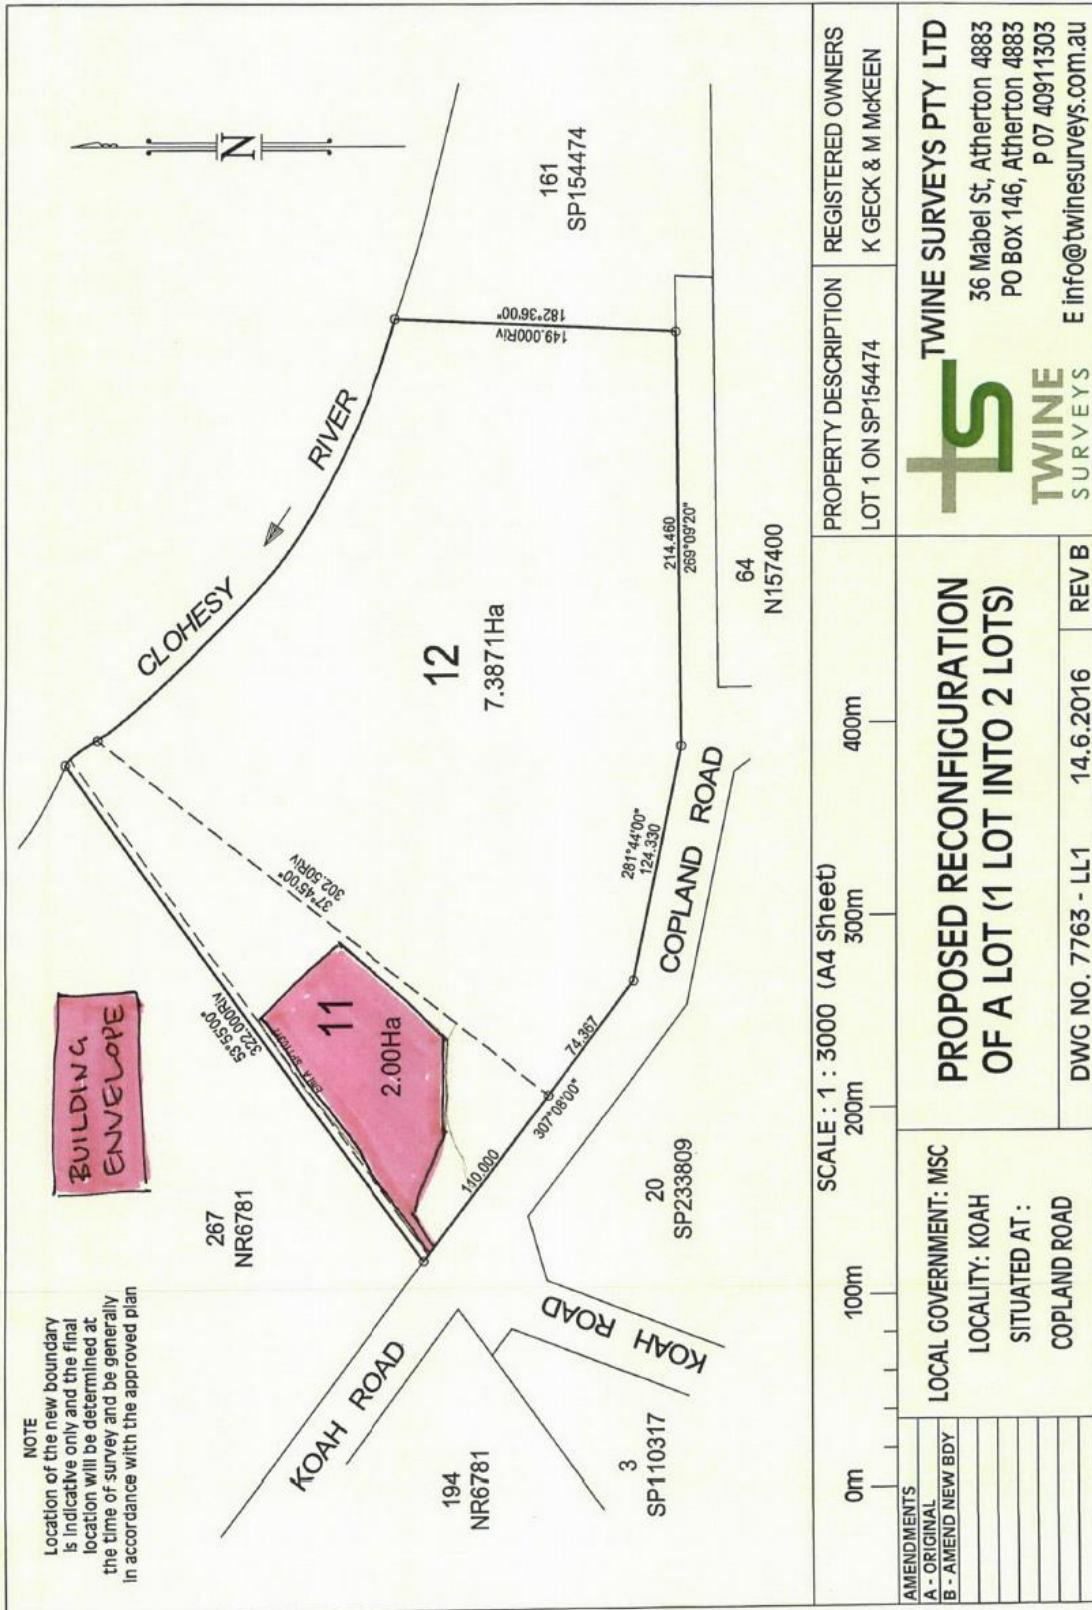 NOTE
Location of the new boundary
is indicative only and the final
location will be determined at
the time of survey and be generally
in accordance with the approved plan
BUILDING
ENVELOPE
267
NR6781
53°55'00"
322.000Riv
EMT A SP110317
11
2.00Ha
37°45'00"
302.50Riv
CLOHESY RIVER
N
12
7.3871Ha
161
SP154474
149.000Riv
182°36'00"
214.460
269°09'20"
64
N157400
281°44'00"
124.330
COPLAND ROAD
74.367
307°08'00"
110.000
20
SP233809
KOAH ROAD
KOAH ROAD
194
NR6781
3
SP110317
SCALE : 1 : 3000 (A4 Sheet)
0m 100m 200m 300m 400m
PROPERTY DESCRIPTION
LOT 1 ON SP154474
REGISTERED OWNERS
K GECK & M McKEEN
AMENDMENTS
A - ORIGINAL
B - AMEND NEW BDY
LOCAL GOVERNMENT: MSC
LOCALITY: KOAH
SITUATED AT :
COPLAND ROAD
PROPOSED RECONFIGURATION
OF A LOT (1 LOT INTO 2 LOTS)
DWG NO. 7763 - LL1 14.6.2016 REV B
TS
TWINE
SURVEYS
TWINE SURVEYS PTY LTD
36 Mabel St, Atherton 4883
PO Box 146, Atherton 4883
P 07 40911303
E info@twinesurveys.com.au